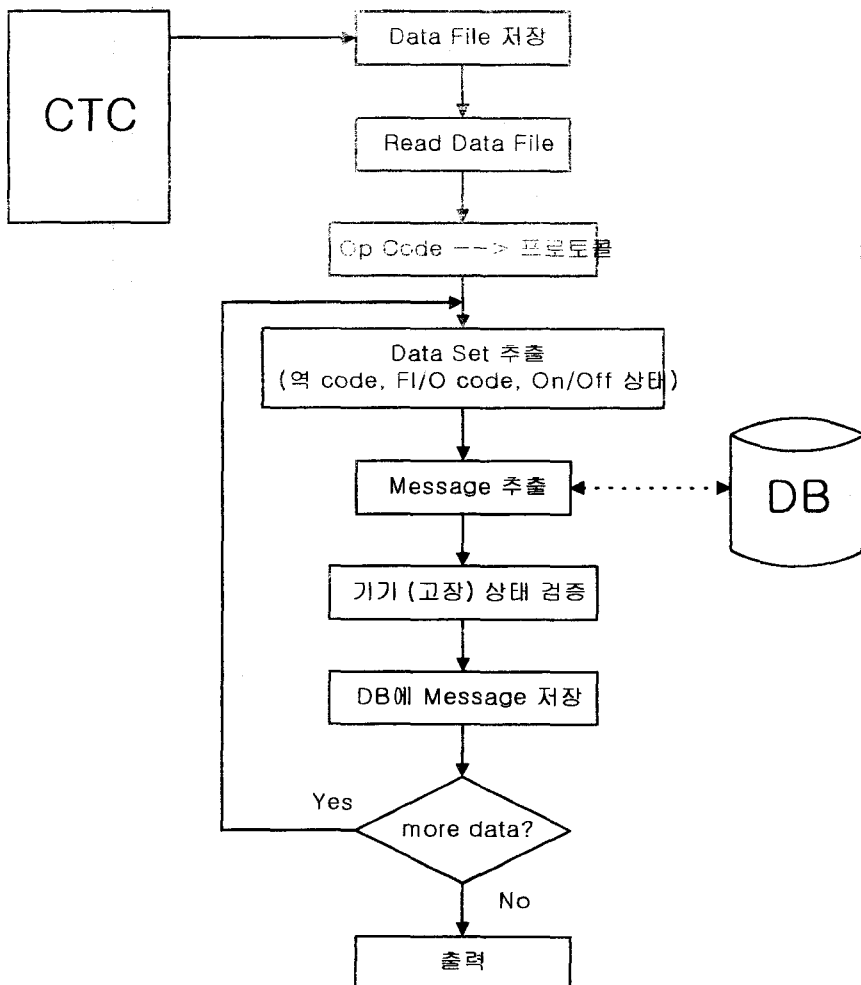 CTC
Data File 저장
Read Data File
Op Code --> 프로토콜
Data Set 추출
(역 code, FI/O code, On/Off 상태)
Message 추출
DB
기기 (고장) 상태 검증
DB에 Message 저장
more data?
Yes
No
출력